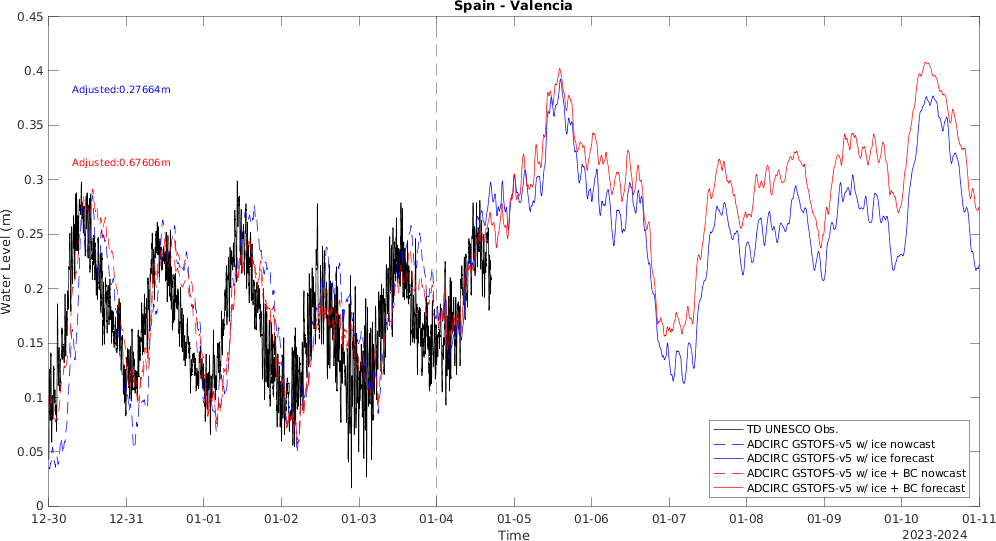 Spain - Valencia
0.45
0.4
0.35
0.3
0.25
0.2
0.15
0.1
0.05
0
Water Level (m)
Adjusted:0.27664m
Adjusted:0.67606m
TD UNESCO Obs.
ADCIRC GSTOFS-v5 w/ ice nowcast
ADCIRC GSTOFS-v5 w/ ice forecast
ADCIRC GSTOFS-v5 w/ ice + BC nowcast
ADCIRC GSTOFS-v5 w/ ice + BC forecast
12-30 12-31 01-01 01-02 01-03 01-04 01-05 01-06 01-07 01-08 01-09 01-10 01-11
Time
2023-2024